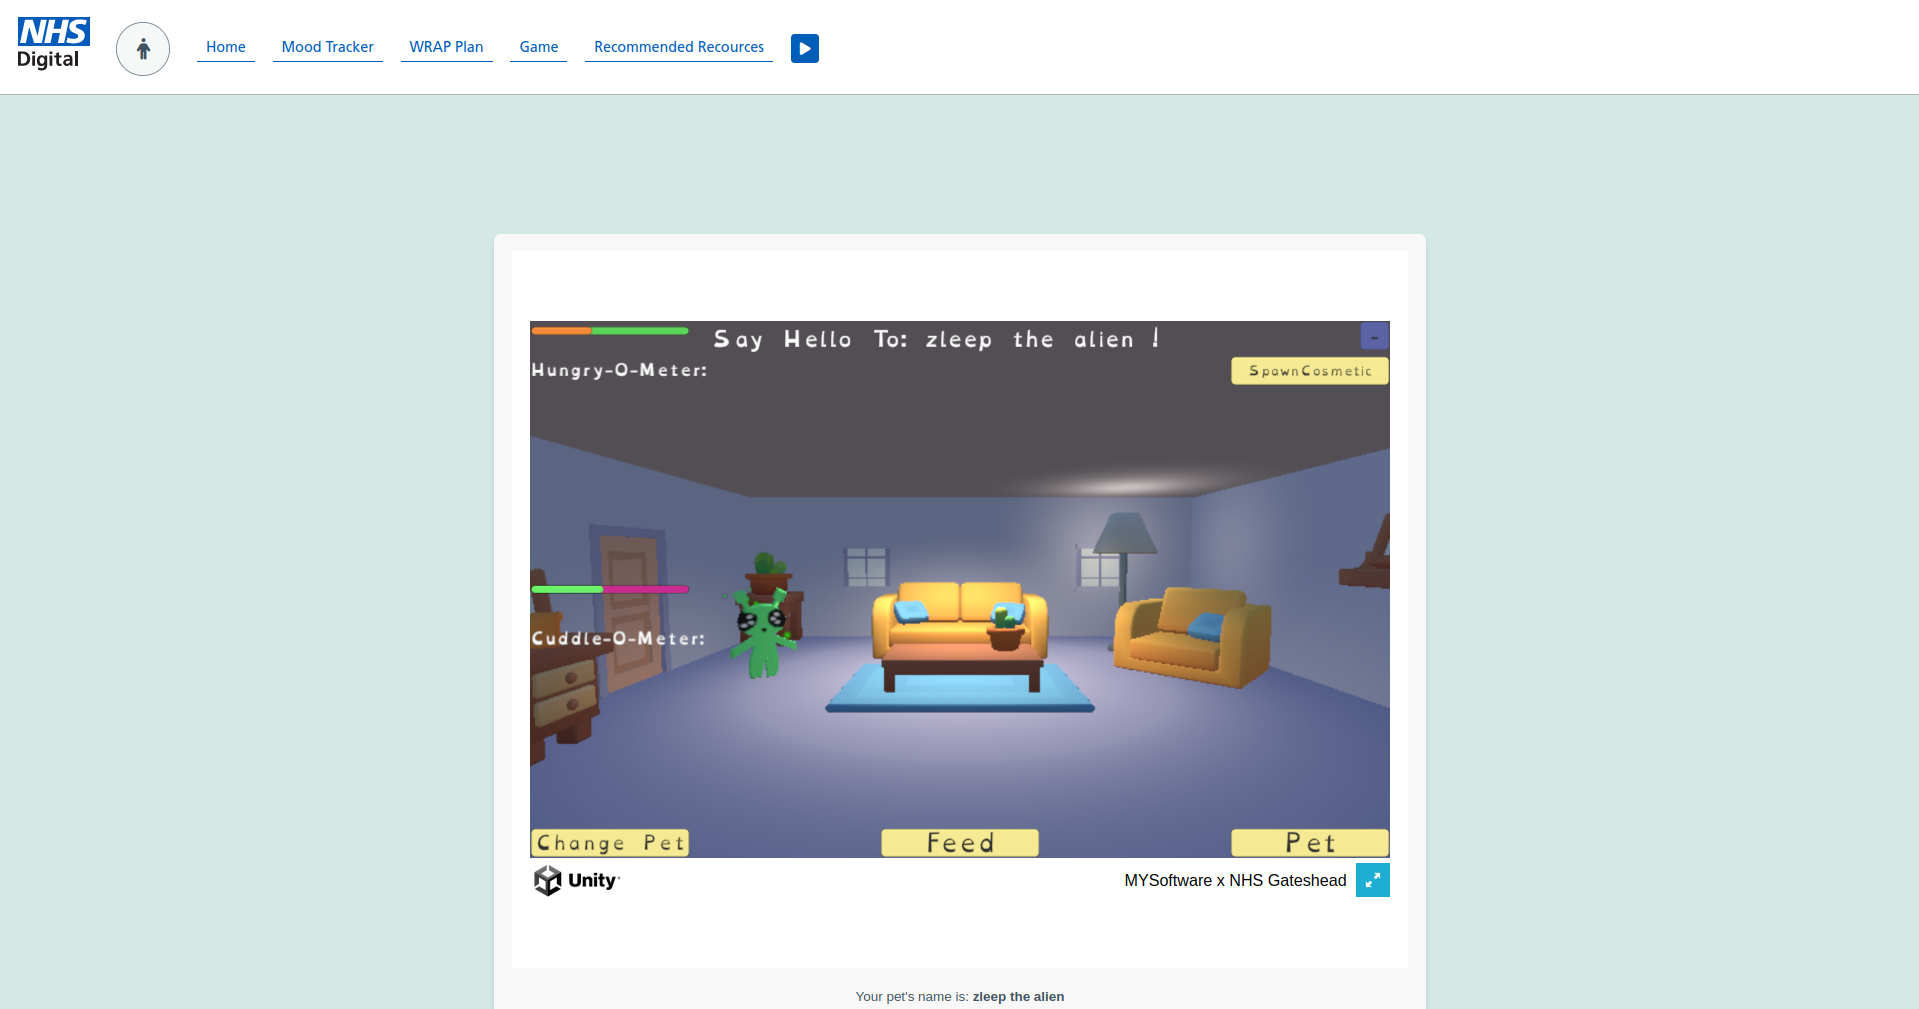 NHS
Digital
Home
Mood Tracker
WRAP Plan
Game
Recommended Recources
Say Hello To: zleep the alien !
-
Hungry-O-Meter:
SpawnCosmetic
Cuddle-O-Meter:
Change Pet
Feed
Pet
Unity
MYSoftware x NHS Gateshead
Your pet's name is: zleep the alien